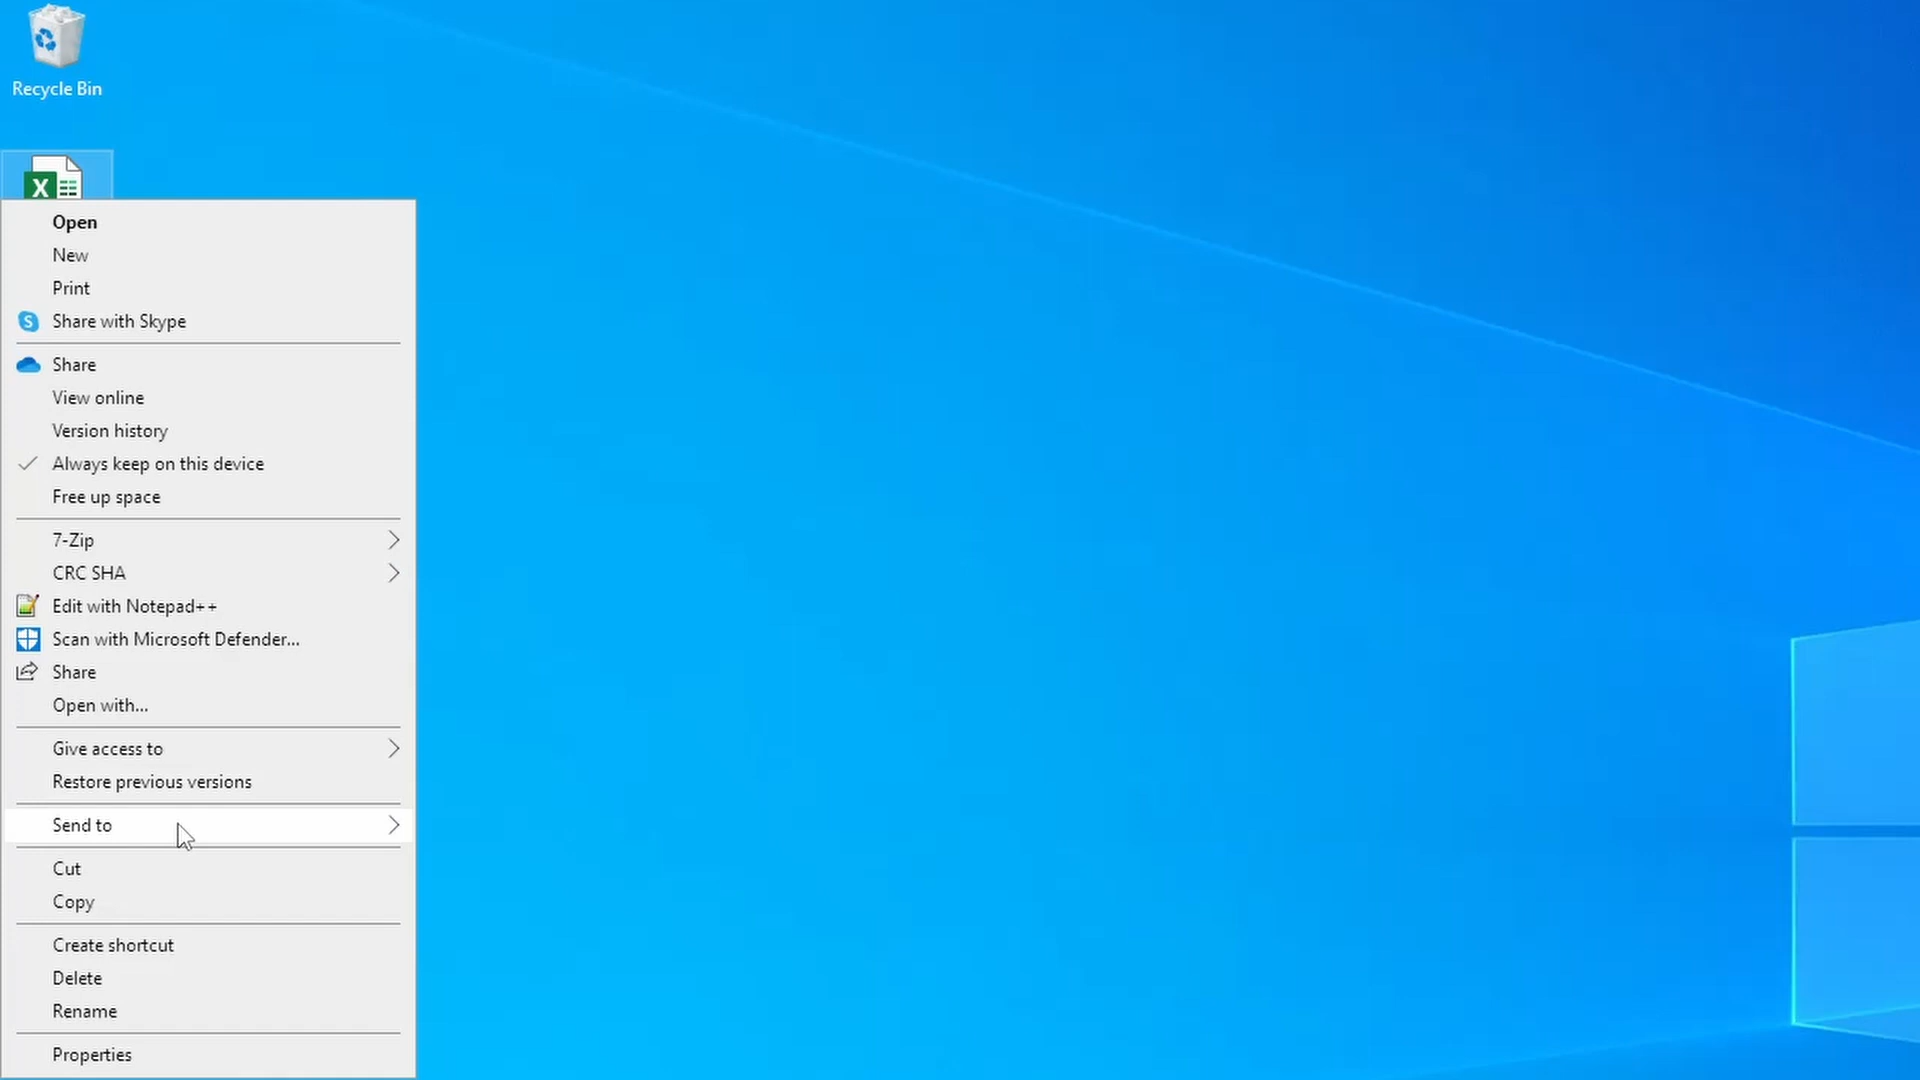 Recycle Bin
X
Open
New
Print
S Share with Skype
Share
View online
Version history
Always keep on this device
Free up space
7-Zip
CRC SHA
Edit with Notepad++
Scan with Microsoft Defender...
Share
Open with...
Give access to
Restore previous versions
Send to
Cut
Copy
Create shortcut
Delete
Rename
Properties